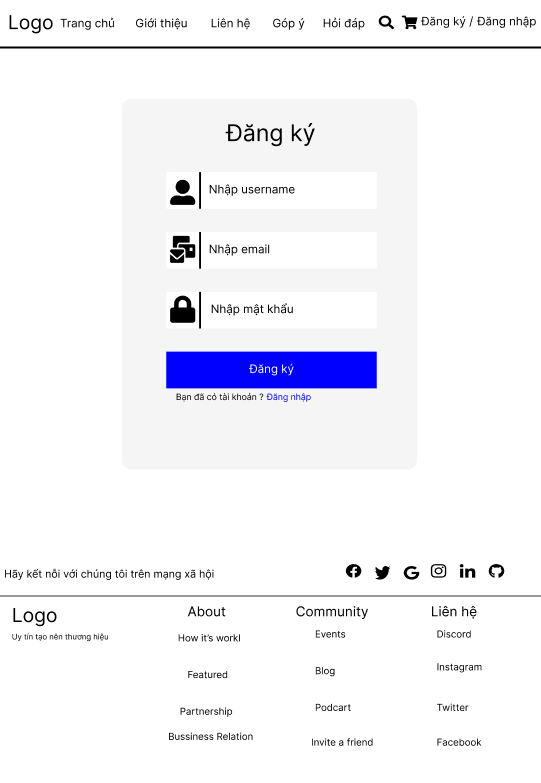 Logo Trang chủ Giới thiệu Liên hệ Góp ý Hỏi đáp Đăng ký / Đăng nhập
Đăng ký
Nhập username
Nhập email
Nhập mật khẩu
Đăng ký
Bạn đã có tài khoản ? Đăng nhập
Hãy kết nỗi với chúng tôi trên mạng xã hội
Logo
Uy tín tạo nên thương hiệu
About
How it's workI
Featured
Partnership
Bussiness Relation
Community
Events
Blog
Podcart
Invite a friend
Liên hệ
Discord
Instagram
Twitter
Facebook